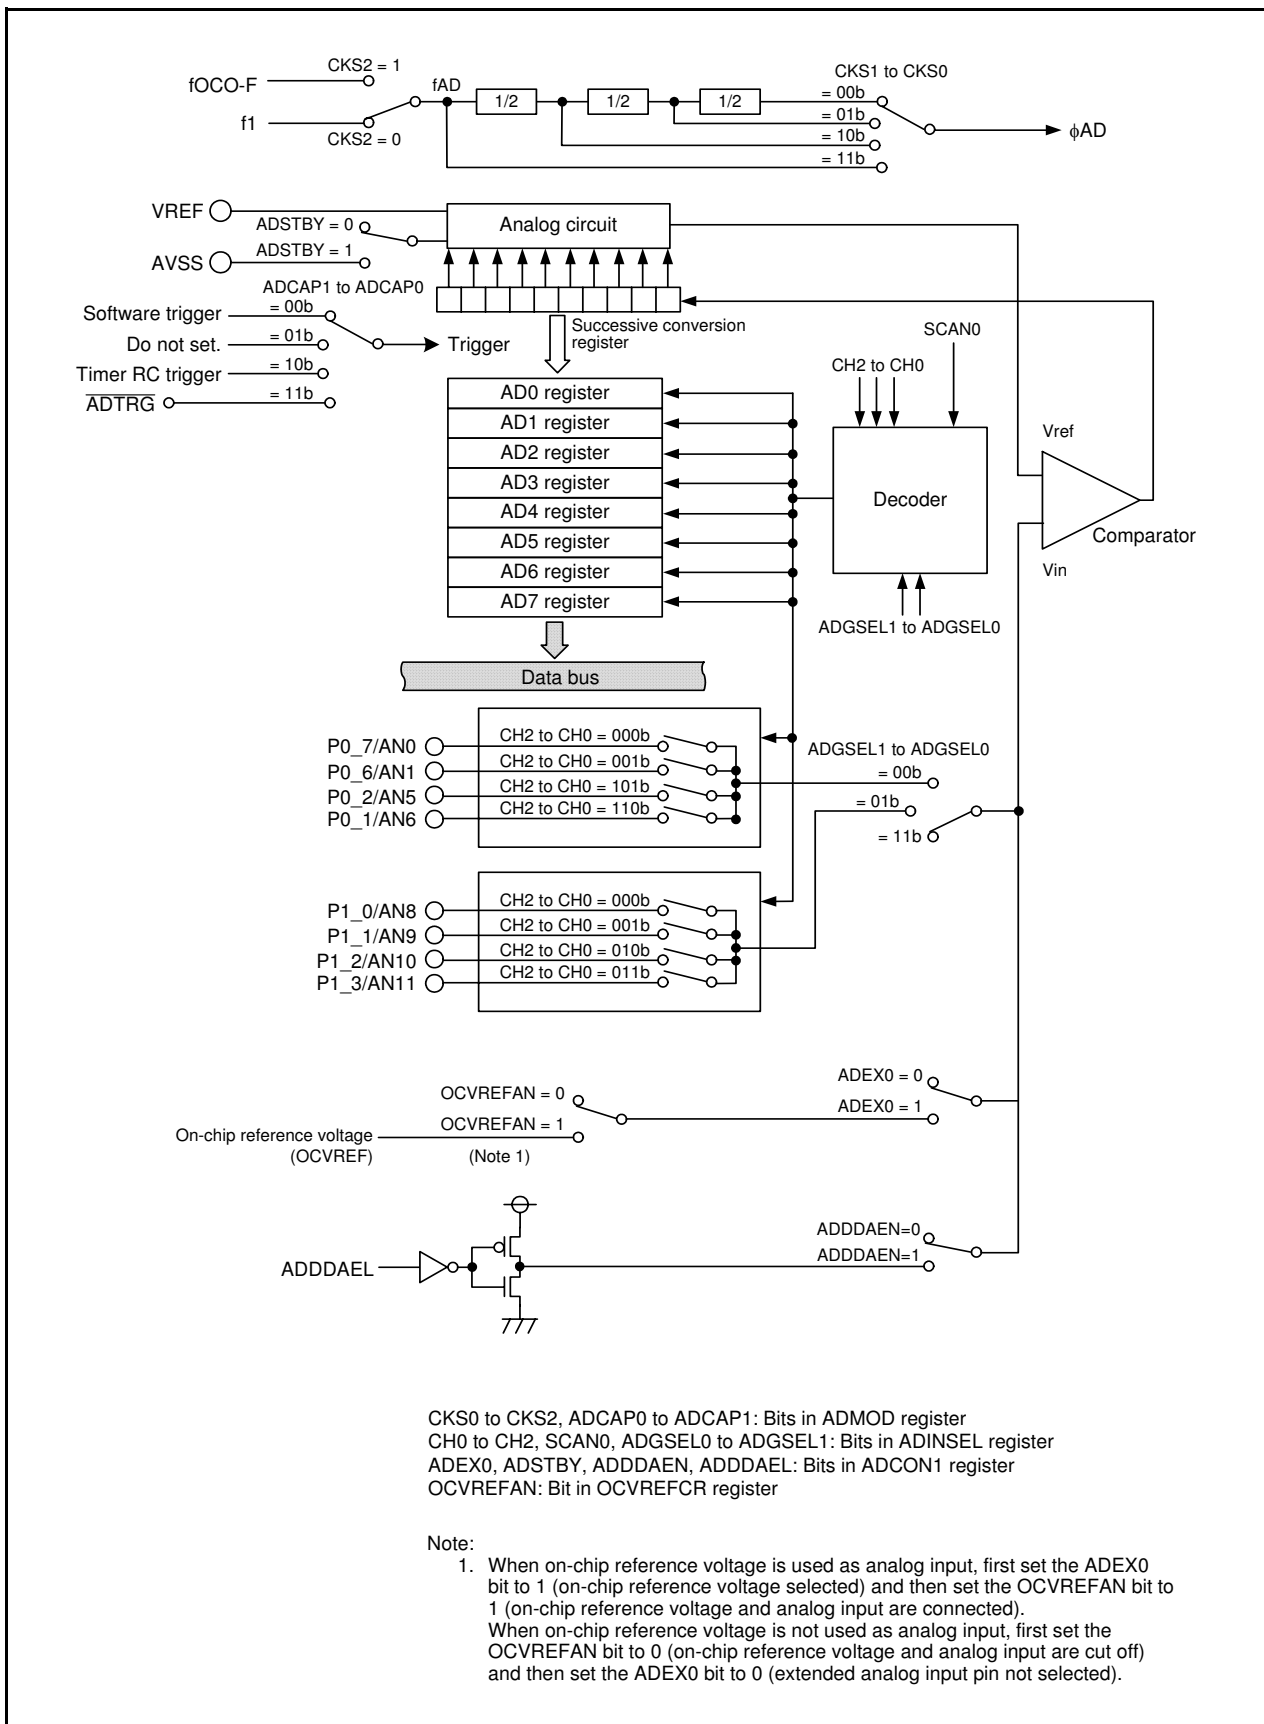 CKS2 = 1
fOCO-F
f1
CKS2 = 0
fAD
1/2
1/2
1/2
CKS1 to CKS0
= 00b
= 01b
= 10b
= 11b
ϕAD
VREF
ADSTBY = 0
AVSS
ADSTBY = 1
Analog circuit
ADCAP1 to ADCAP0
Software trigger
= 00b
Do not set.
= 01b
Timer RC trigger
= 10b
ADTRG
= 11b
Trigger
Successive conversion
register
SCAN0
CH2 to CH0
AD0 register
AD1 register
AD2 register
AD3 register
AD4 register
AD5 register
AD6 register
AD7 register
Decoder
Vref
Comparator
Vin
ADGSEL1 to ADGSEL0
Data bus
P0_7/AN0
CH2 to CH0 = 000b
P0_6/AN1
CH2 to CH0 = 001b
P0_2/AN5
CH2 to CH0 = 101b
P0_1/AN6
CH2 to CH0 = 110b
ADGSEL1 to ADGSEL0
= 00b
= 01b
= 11b
P1_0/AN8
CH2 to CH0 = 000b
P1_1/AN9
CH2 to CH0 = 001b
P1_2/AN10
CH2 to CH0 = 010b
P1_3/AN11
CH2 to CH0 = 011b
OCVREFAN = 0
OCVREFAN = 1
On-chip reference voltage
(OCVREF)
(Note 1)
ADEX0 = 0
ADEX0 = 1
ADDDAEL
ADDDAEN=0
ADDDAEN=1
CKS0 to CKS2, ADCAP0 to ADCAP1: Bits in ADMOD register
CH0 to CH2, SCAN0, ADGSEL0 to ADGSEL1: Bits in ADINSEL register
ADEX0, ADSTBY, ADDDAEN, ADDDAEL: Bits in ADCON1 register
OCVREFAN: Bit in OCVREFCR register
Note:
1. When on-chip reference voltage is used as analog input, first set the ADEX0
bit to 1 (on-chip reference voltage selected) and then set the OCVREFAN bit to
1 (on-chip reference voltage and analog input are connected).
When on-chip reference voltage is not used as analog input, first set the
OCVREFAN bit to 0 (on-chip reference voltage and analog input are cut off)
and then set the ADEX0 bit to 0 (extended analog input pin not selected).